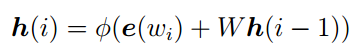 h(i) = ϕ(e(wᵢ) + Wh(i − 1))